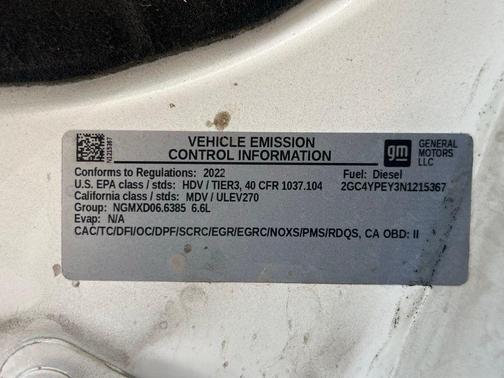 N1215367
VEHICLE EMISSION
CONTROL INFORMATION
gm GENERAL
MOTORS
LLC
Conforms to Regulations: 2022 Fuel: Diesel
U.S. EPA class / stds: HDV / TIER3, 40 CFR 1037.104 2GC4YPEY3N1215367
California class / stds: MDV / ULEV270
Group: NGMXD06.6385 6.6L
Evap: N/A
CAC/TC/DFI/OC/DPF/SCRC/EGR/EGRC/NOXS/PMS/RDQS, CA OBD: II